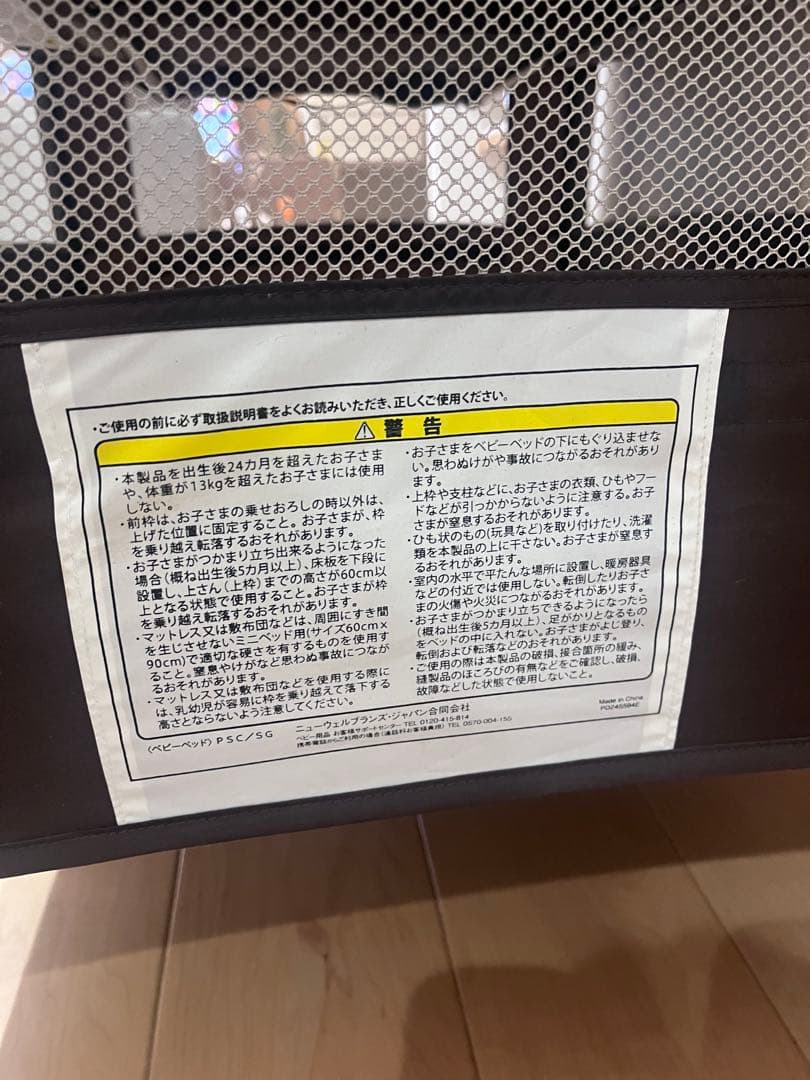 ・ご使用の前に必ず取扱説明書をよくお読みいただき、正しくご使用ください。
警 告
・本製品を出生後24カ月を超えたお子さま
や、体重が13kgを超えたお子さまには使用
しない。
・前枠は、お子さまの乗せおろしの時以外は、
上げた位置に固定すること。お子さまが、枠
を乗り越え転落するおそれがあります。
・お子さまがつかまり立ち出来るようになった
場合(概ね出生後5カ月以上)、床板を下段に
設置し、上さん(上枠)までの高さが60cm以
上となる状態で使用すること。お子さまが枠
を乗り越え転落するおそれがあります。
・マットレス又は敷布団などは、周囲にすき間
を生じさせないミニベッド用(サイズ60cm×
90cm)で適切な硬さを有するものを使用す
ること。窒息やけがなど思わぬ事故につなが
るおそれがあります。
・マットレス又は敷布団などを使用する際に
は、乳幼児が容易に枠を乗り越えて落下する
高さとならないよう注意してください。
・お子さまをベビーベッドの下にもぐり込ませな
い。思わぬけがや事故につながるおそれがあり
ます。
・上枠や支柱などに、お子さまの衣類、ひもやフー
ドなどが引っかからないように注意する。お子
さまが窒息するおそれがあります。
・ひも状のもの(玩具など)を取り付けたり、洗濯
類を本製品の上に干さない。お子さまが窒息す
るおそれがあります。
・室内の水平で平たんな場所に設置し、暖房器具
などの付近では使用しない。転倒したりお子さ
まの火傷や火災につながるおそれがあります。
・お子さまがつかまり立ちできるようになったら
(概ね出生後5カ月以上)、足がかりとなるもの
をベッドの中に入れない。お子さまがよじ登り、
転倒および転落などのおそれがあります。
・ご使用の際は本製品の破損、接合箇所の緩み、
縫製品のほころびの有無などをご確認し、破損、
故障などした状態で使用しないこと。
(ベビーベッド) PSC/SG
ニューウェルブランズ・ジャパン合同会社
ベビー用品 お客様サポートセンター TEL 0120-415-814
携帯電話からご利用の場合(通話料お客様負担) TEL 0570-004-155
Made in China
PD245594E